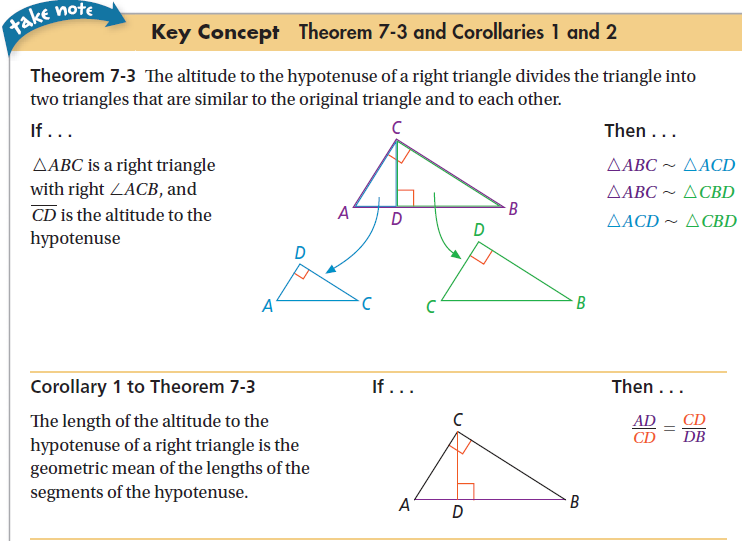 take note
Key Concept Theorem 7-3 and Corollaries 1 and 2
Theorem 7-3 The altitude to the hypotenuse of a right triangle divides the triangle into
two triangles that are similar to the original triangle and to each other.
If . . .
△ABC is a right triangle
with right ∠ACB, and
CD is the altitude to the
hypotenuse
C
A
D
B
D
A
C
D
C
B
Then . . .
△ABC ~ △ACD
△ABC ~ △CBD
△ACD ~ △CBD
Corollary 1 to Theorem 7-3
The length of the altitude to the
hypotenuse of a right triangle is the
geometric mean of the lengths of the
segments of the hypotenuse.
If . . .
C
A
D
B
Then . . .
AD/CD = CD/DB